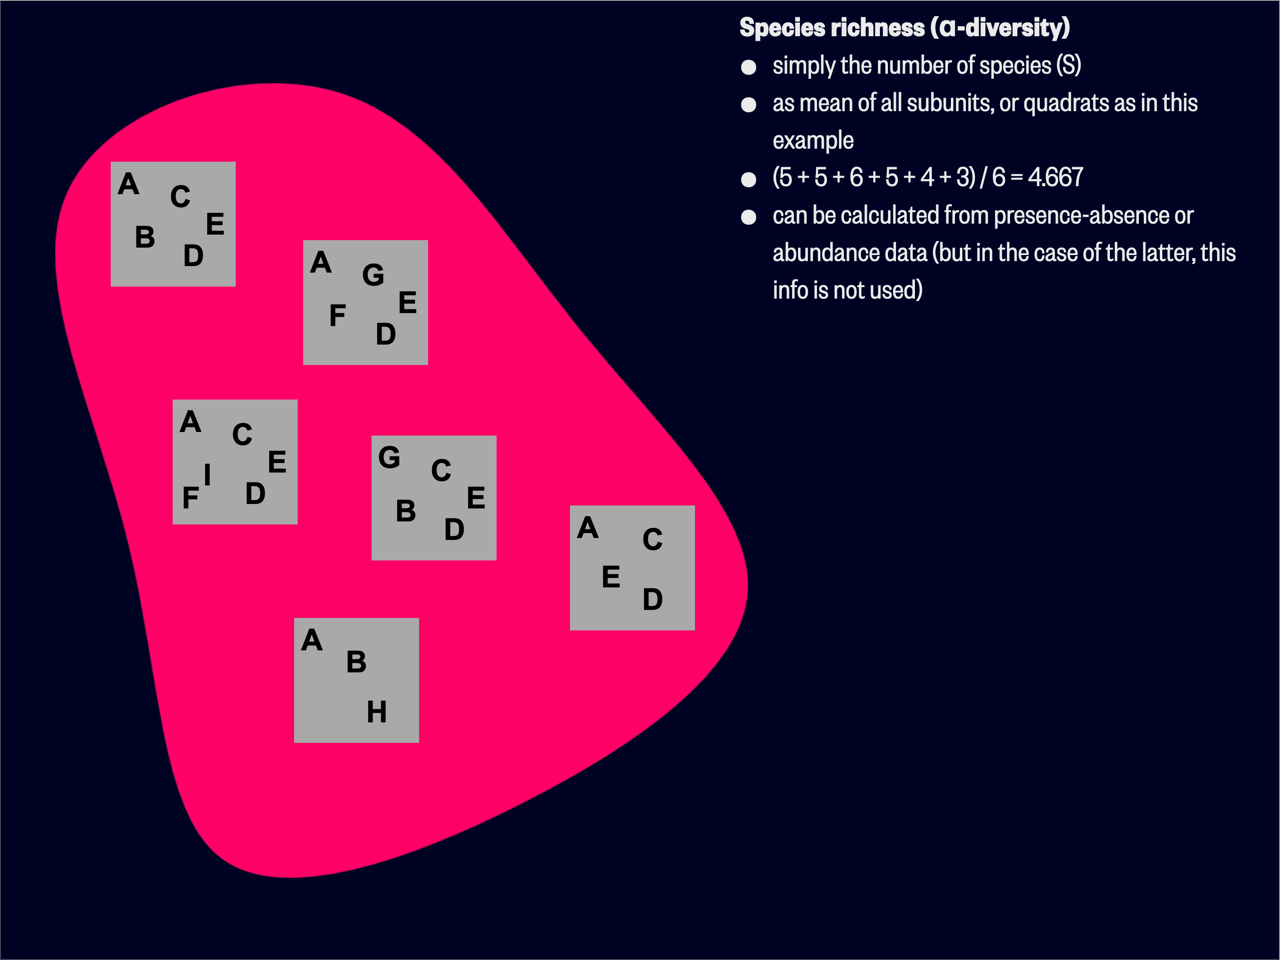 Species richness (α-diversity)
● simply the number of species (S)
● as mean of all subunits, or quadrats as in this
example
● (5 + 5 + 6 + 5 + 4 + 3) / 6 = 4.667
● can be calculated from presence-absence or
abundance data (but in the case of the latter, this
info is not used)
A C
B E
D
A G
F E
D
A C
I E
F D
G C
B E
D
A C
E
D
A
B
H